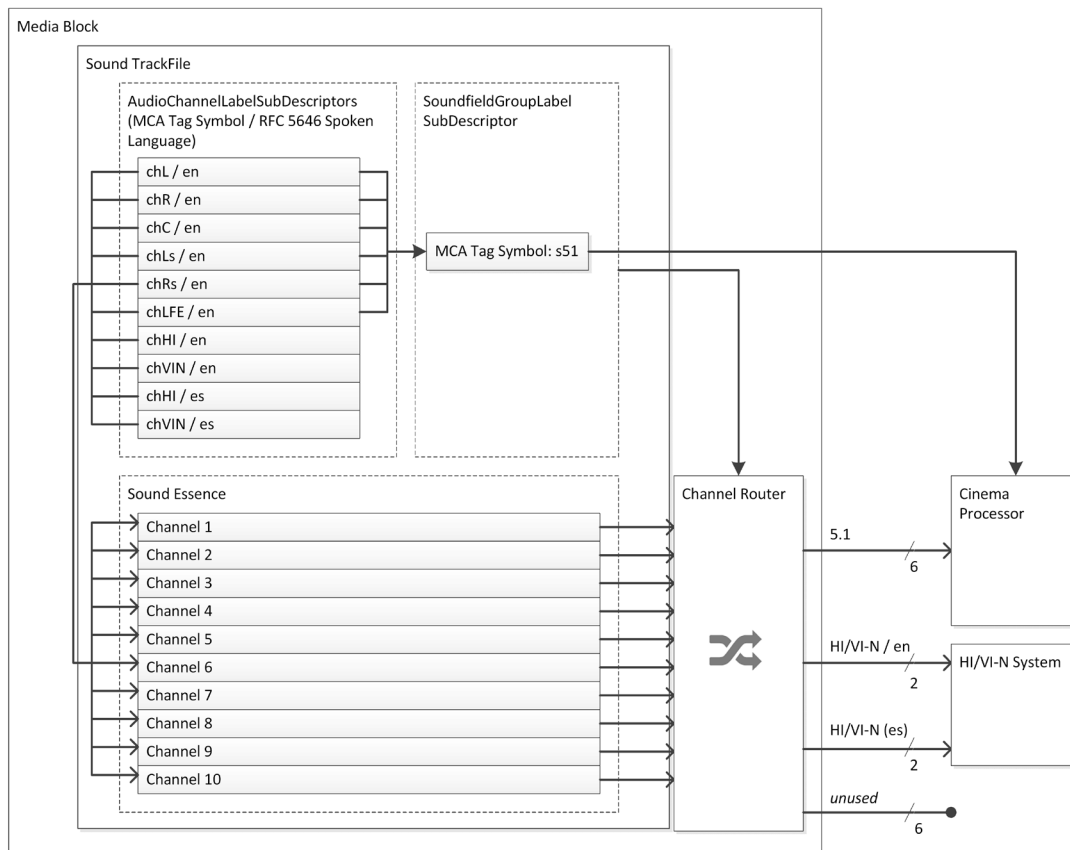 Media Block
Sound TrackFile
AudioChannelLabelSubDescriptors
(MCA Tag Symbol / RFC 5646 Spoken
Language)
chL / en
chR / en
chC / en
chLs / en
chRs / en
chLFE / en
chHI / en
chVIN / en
chHI / es
chVIN / es
SoundfieldGroupLabel
SubDescriptor
MCA Tag Symbol: s51
Sound Essence
Channel 1
Channel 2
Channel 3
Channel 4
Channel 5
Channel 6
Channel 7
Channel 8
Channel 9
Channel 10
Channel Router
5.1
6
HI/VI-N / en
2
HI/VI-N (es)
2
unused
6
Cinema
Processor
HI/VI-N System